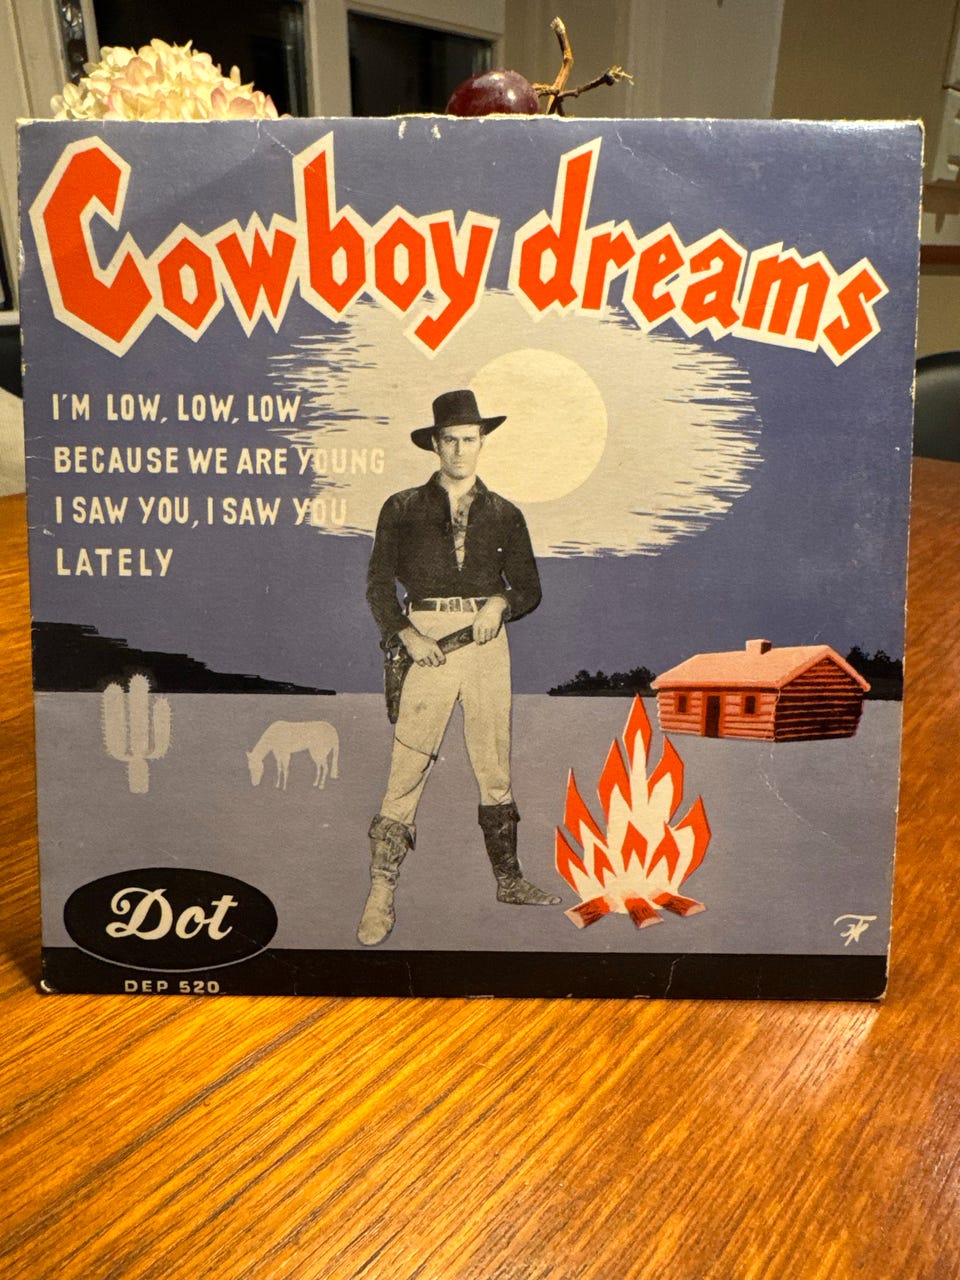 Cowboy dreams
I'M LOW, LOW, LOW
BECAUSE WE ARE YOUNG
I SAW YOU, I SAW YOU
LATELY
Dot
DEP 520